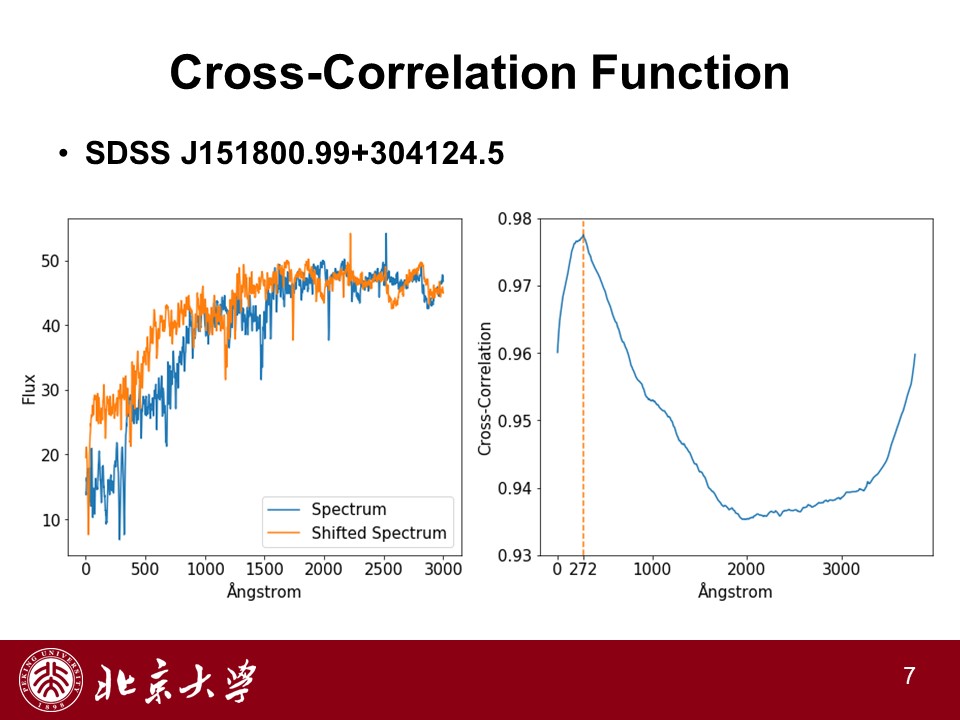 Cross-Correlation Function
• SDSS J151800.99+304124.5
50
40
30
20
10
Flux
0 500 1000 1500 2000 2500 3000
Ångstrom
Spectrum
Shifted Spectrum
0.98
0.97
0.96
0.95
0.94
0.93
Cross-Correlation
0 272 1000 2000 3000
Ångstrom
PEKING UNIVERSITY
1898
北京大学
7